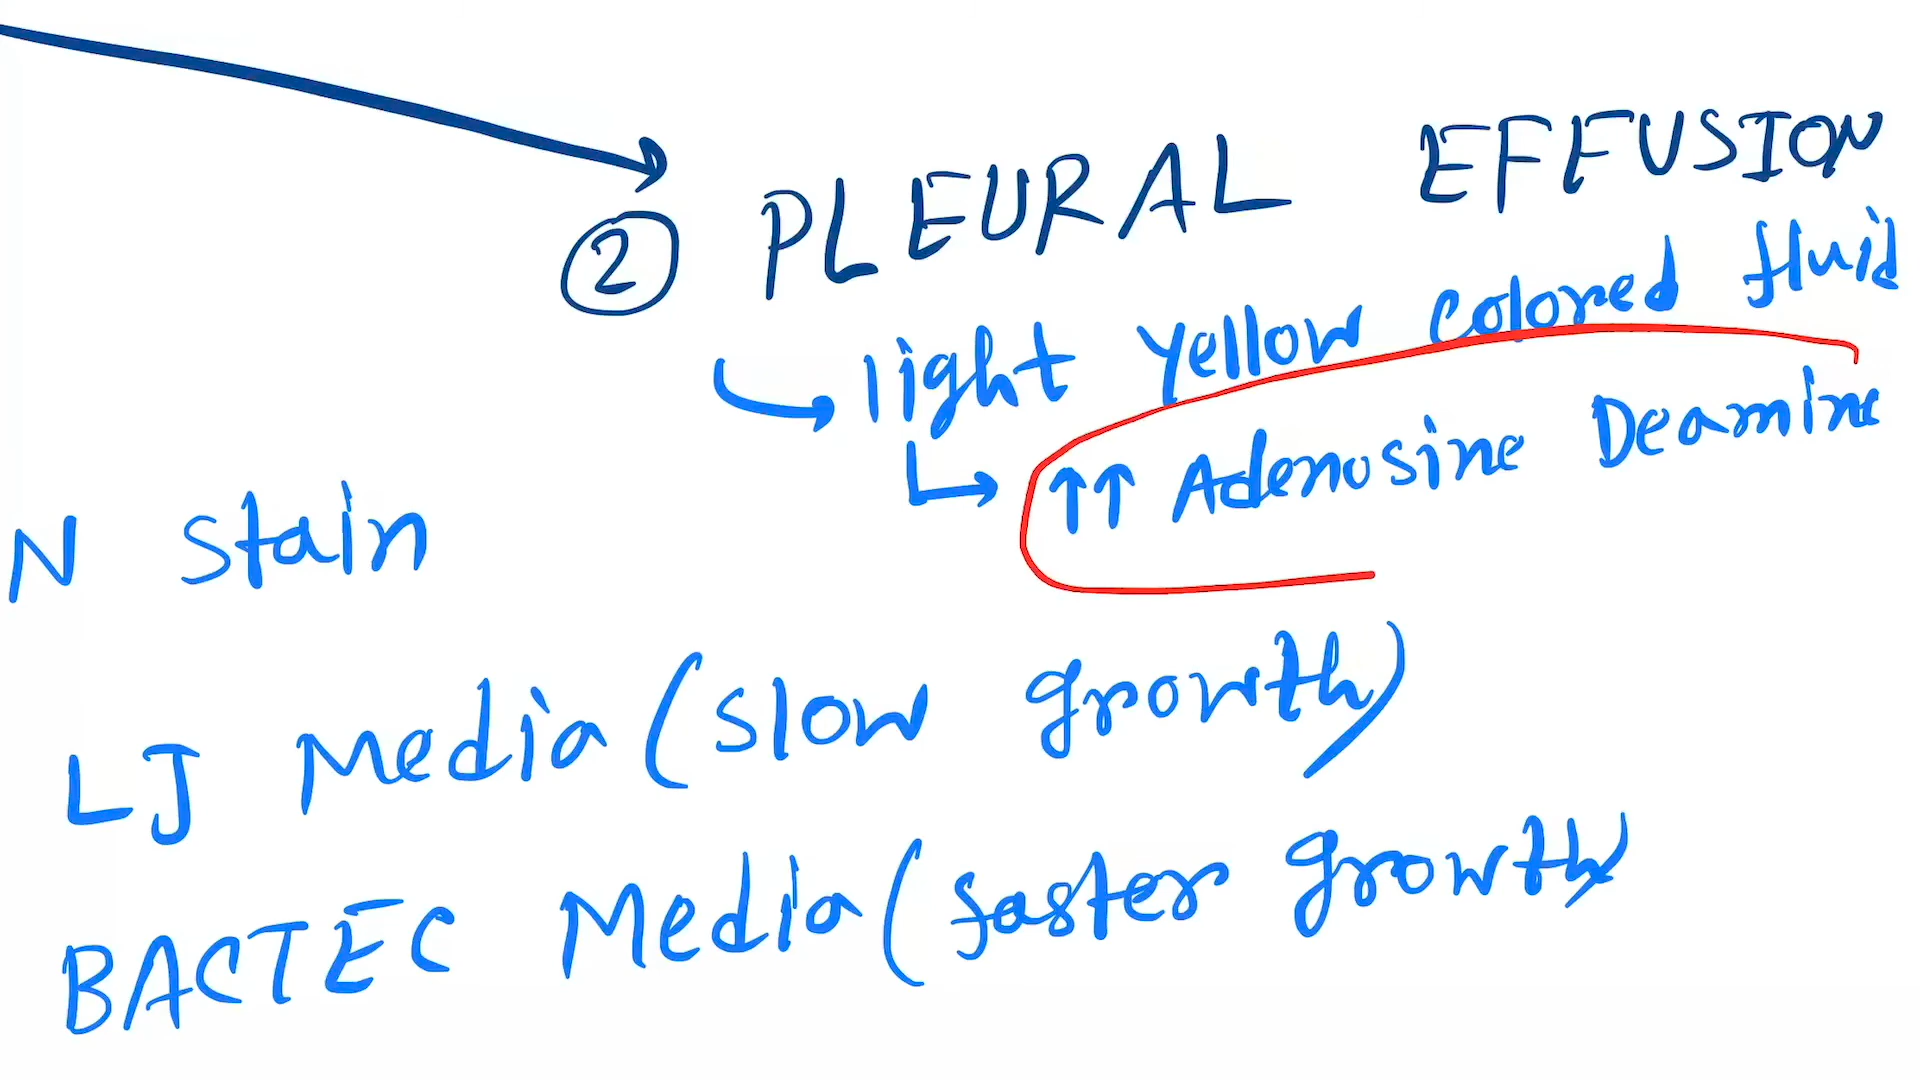 2 PLEURAL EFFUSION
light Yellow colored fluid
↑↑ Adenosine Deamine
N Stain
LJ Media (slow growth)
BACTEC Media (faster growth